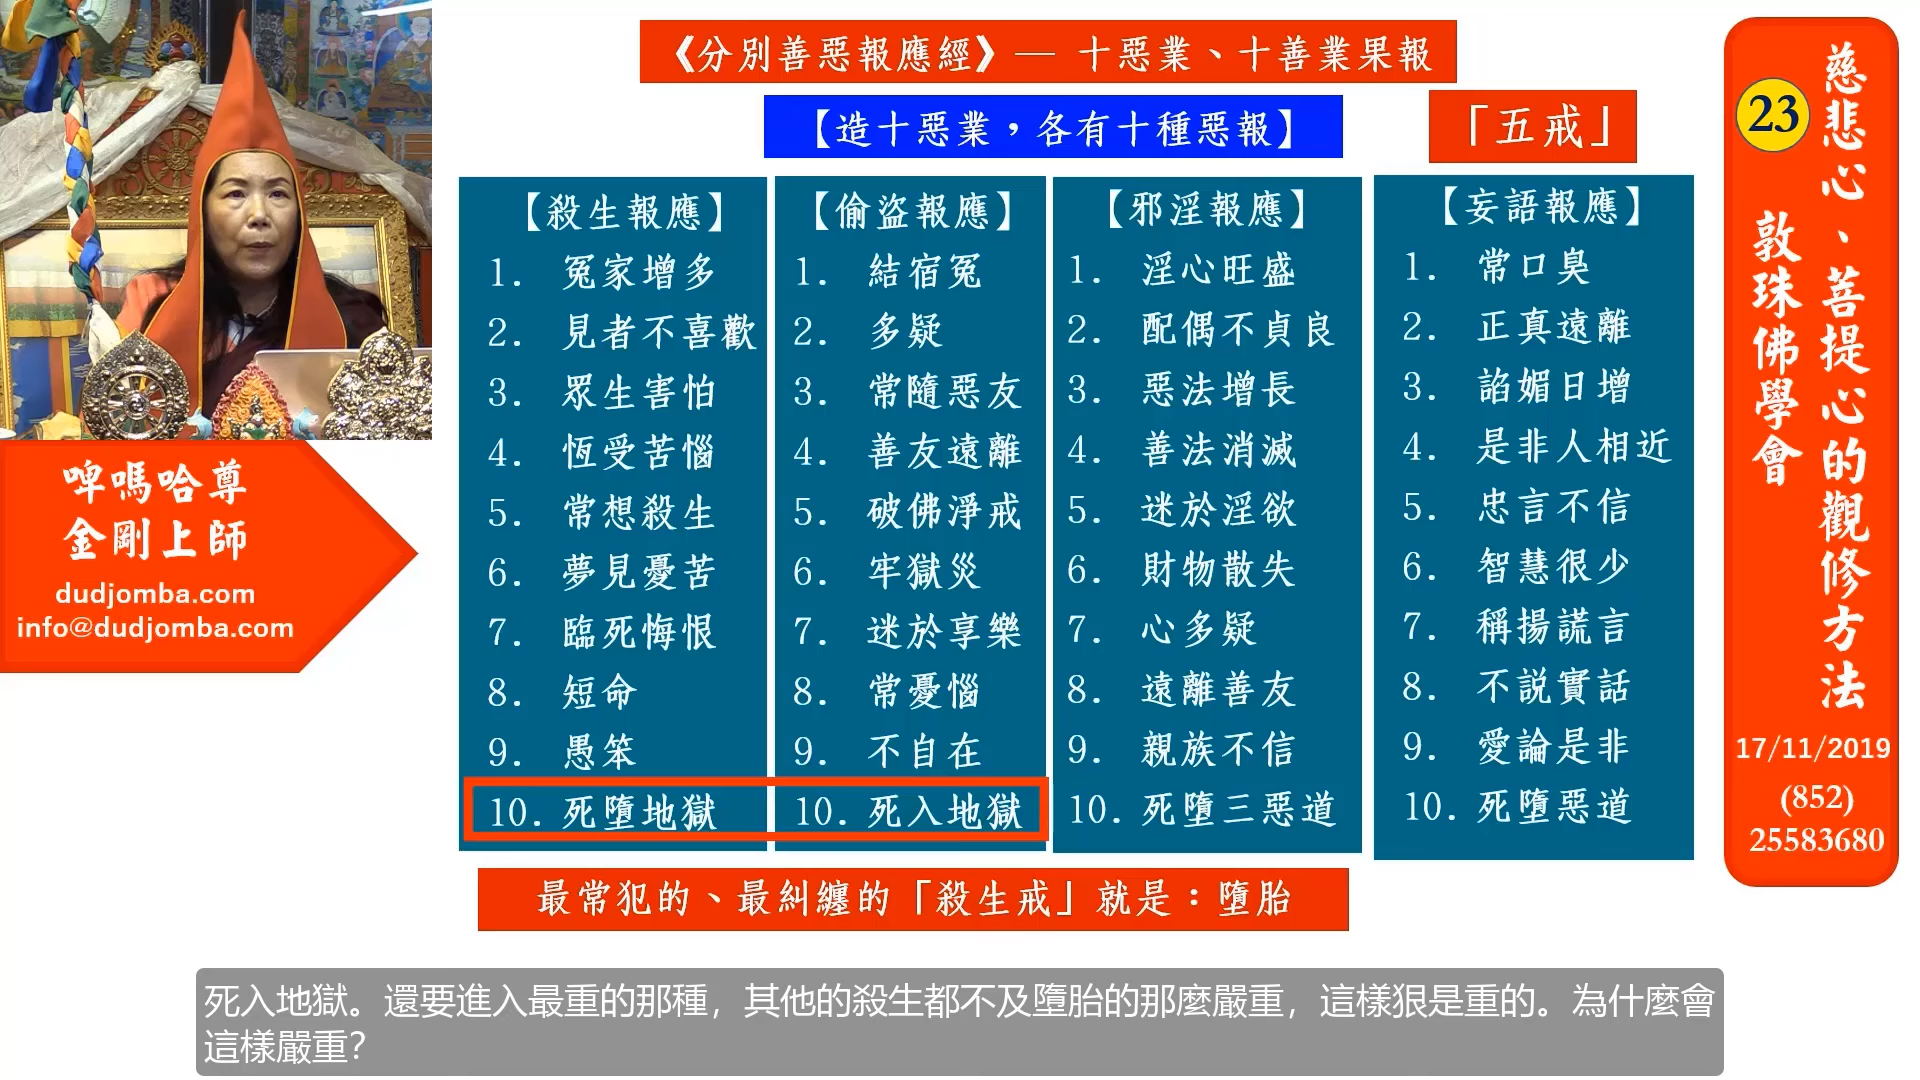 《分別善惡報應經》— 十惡業、十善業果報
【造十惡業，各有十種惡報】
「五戒」
【殺生報應】
1. 冤家增多
2. 見者不喜歡
3. 眾生害怕
4. 恆受苦惱
5. 常想殺生
6. 夢見憂苦
7. 臨死悔恨
8. 短命
9. 愚笨
10. 死墮地獄
【偷盜報應】
1. 結宿冤
2. 多疑
3. 常隨惡友
4. 善友遠離
5. 破佛淨戒
6. 牢獄災
7. 迷於享樂
8. 常憂惱
9. 不自在
10. 死入地獄
【邪淫報應】
1. 淫心旺盛
2. 配偶不貞良
3. 惡法增長
4. 善法消滅
5. 迷於淫欲
6. 財物散失
7. 心多疑
8. 遠離善友
9. 親族不信
10. 死墮三惡道
【妄語報應】
1. 常口臭
2. 正真遠離
3. 諂媚日增
4. 是非人相近
5. 忠言不信
6. 智慧很少
7. 稱揚謊言
8. 不說實話
9. 愛論是非
10. 死墮惡道
最常犯的、最糾纏的「殺生戒」就是：墮胎
啤嗎哈尊
金剛上師
dudjomba.com
info@dudjomba.com
慈悲心、菩提心的觀修方法
23
敦珠佛學會
17/11/2019
(852)
25583680
死入地獄。還要進入最重的那種，其他的殺生都不及墮胎的那麼嚴重，這樣狠是重的。為什麼會
這樣嚴重？